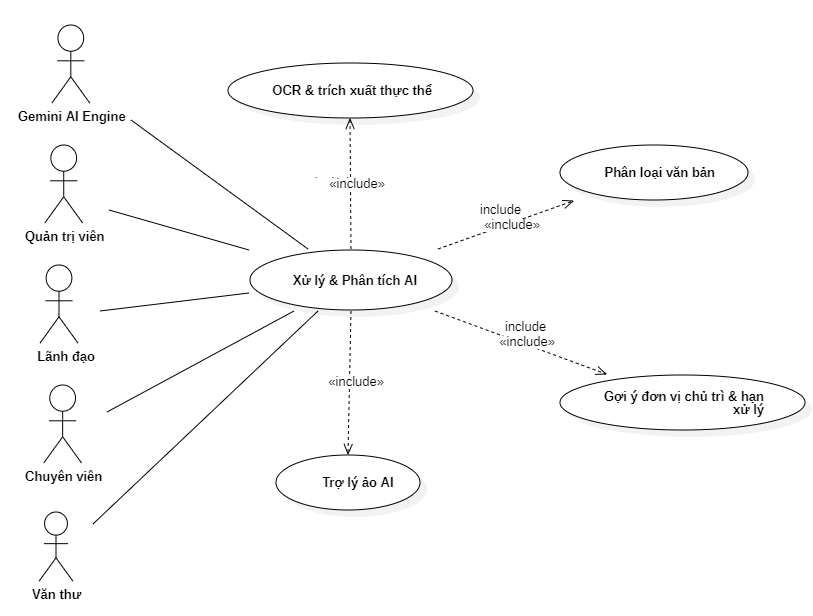 Gemini AI Engine
OCR & trích xuất thực thể
Quản trị viên
Phân loại văn bản
«include»
include
«include»
Lãnh đạo
Xử lý & Phân tích AI
include
«include»
Chuyên viên
«include»
Gợi ý đơn vị chủ trì & hạn
xử lý
Trợ lý ảo AI
Văn thư